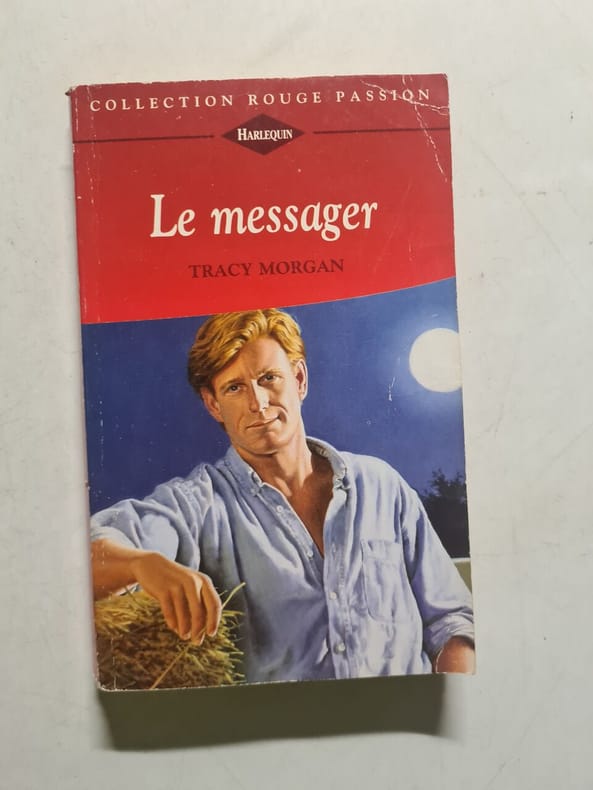 COLLECTION ROUGE PASSION
HARLEQUIN
Le messager
TRACY MORGAN